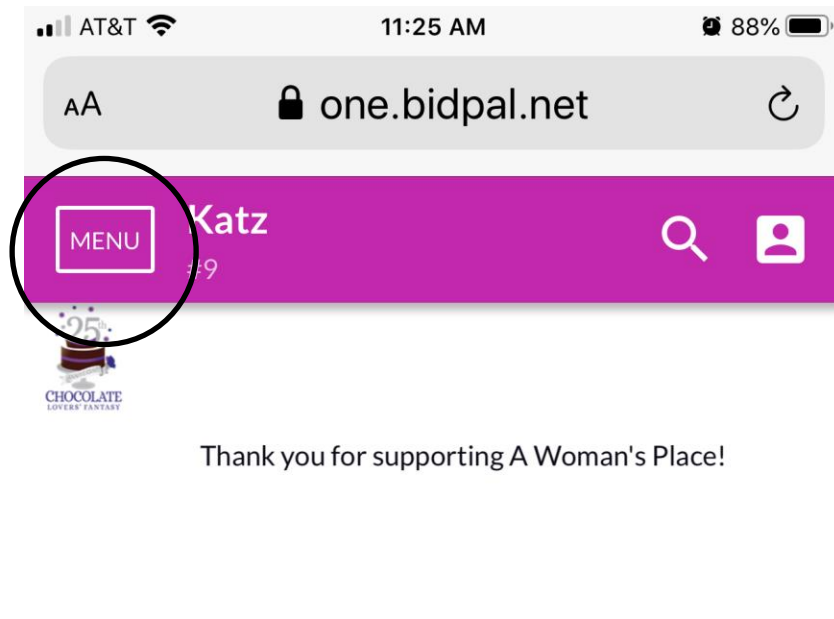 AT&T 11:25 AM 88%
AA one.bidpal.net
MENU
Katz
#9
25th
CHOCOLATE
LOVERS' FANTASY
Thank you for supporting A Woman's Place!